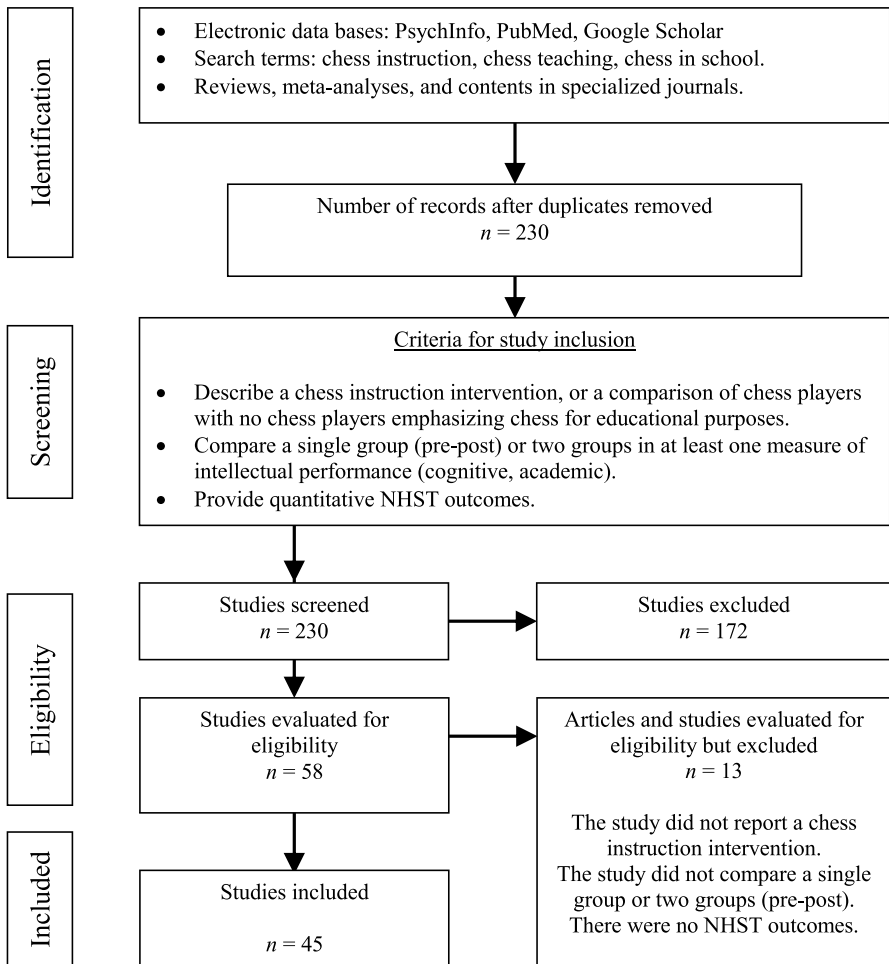 Identification
• Electronic data bases: PsychInfo, PubMed, Google Scholar
• Search terms: chess instruction, chess teaching, chess in school.
• Reviews, meta-analyses, and contents in specialized journals.
Number of records after duplicates removed
n = 230
Screening
Criteria for study inclusion
• Describe a chess instruction intervention, or a comparison of chess players
with no chess players emphasizing chess for educational purposes.
• Compare a single group (pre-post) or two groups in at least one measure of
intellectual performance (cognitive, academic).
• Provide quantitative NHST outcomes.
Eligibility
Studies screened
n = 230
Studies excluded
n = 172
Studies evaluated for
eligibility
n = 58
Articles and studies evaluated for
eligibility but excluded
n = 13
The study did not report a chess
instruction intervention.
The study did not compare a single
group or two groups (pre-post).
There were no NHST outcomes.
Included
Studies included
n = 45